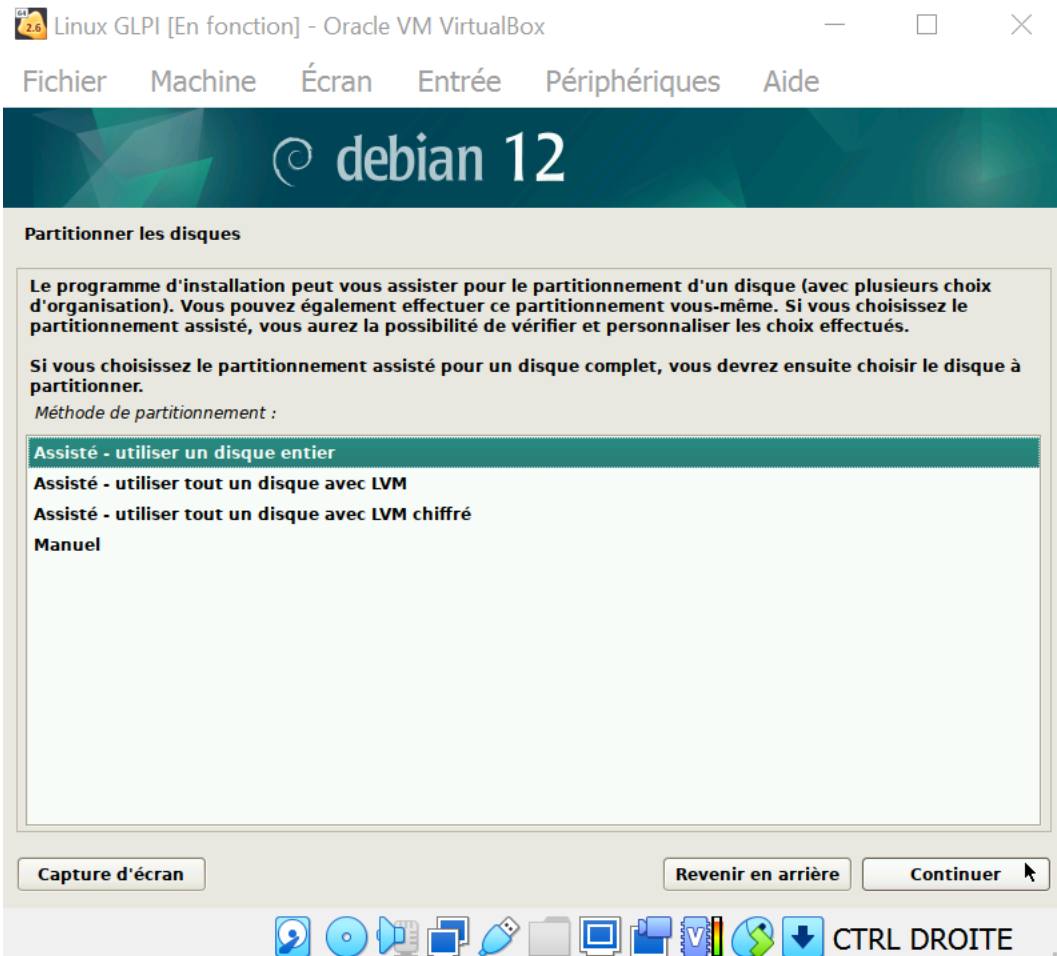 64
2.6
Linux GLPI [En fonction] - Oracle VM VirtualBox
Fichier Machine Écran Entrée Périphériques Aide
debian 12
Partitionner les disques
Le programme d'installation peut vous assister pour le partitionnement d'un disque (avec plusieurs choix
d'organisation). Vous pouvez également effectuer ce partitionnement vous-même. Si vous choisissez le
partitionnement assisté, vous aurez la possibilité de vérifier et personnaliser les choix effectués.
Si vous choisissez le partitionnement assisté pour un disque complet, vous devrez ensuite choisir le disque à
partitionner.
Méthode de partitionnement :
Assisté - utiliser un disque entier
Assisté - utiliser tout un disque avec LVM
Assisté - utiliser tout un disque avec LVM chiffré
Manuel
Capture d'écran Revenir en arrière Continuer
V CTRL DROITE